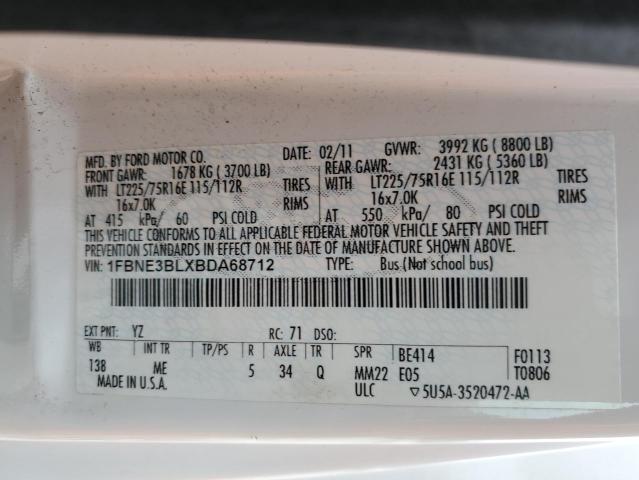 MFD. BY FORD MOTOR CO. DATE: 02/11 GVWR: 3992 KG ( 8800 LB)
FRONT GAWR: 1678 KG ( 3700 LB) REAR GAWR: 2431 KG ( 5360 LB)
WITH LT225/75R16E 115/112R TIRES WITH LT225/75R16E 115/112R TIRES
16x7.0K RIMS 16x7.0K RIMS
AT 415 kPa/ 60 PSI COLD AT 550 kPa/ 80 PSI COLD
THIS VEHICLE CONFORMS TO ALL APPLICABLE FEDERAL MOTOR VEHICLE SAFETY AND THEFT
PREVENTION STANDARDS IN EFFECT ON THE DATE OF MANUFACTURE SHOWN ABOVE.
VIN: 1FBNE3BLXBDA68712 TYPE: Bus (Not school bus)
EXT PNT: YZ RC: 71 DSO:
WB INT TR TP/PS R AXLE TR SPR BE414 F0113
138 ME 5 34 Q MM22 E05 T0806
MADE IN U.S.A. ULC ▽5U5A-3520472-AA